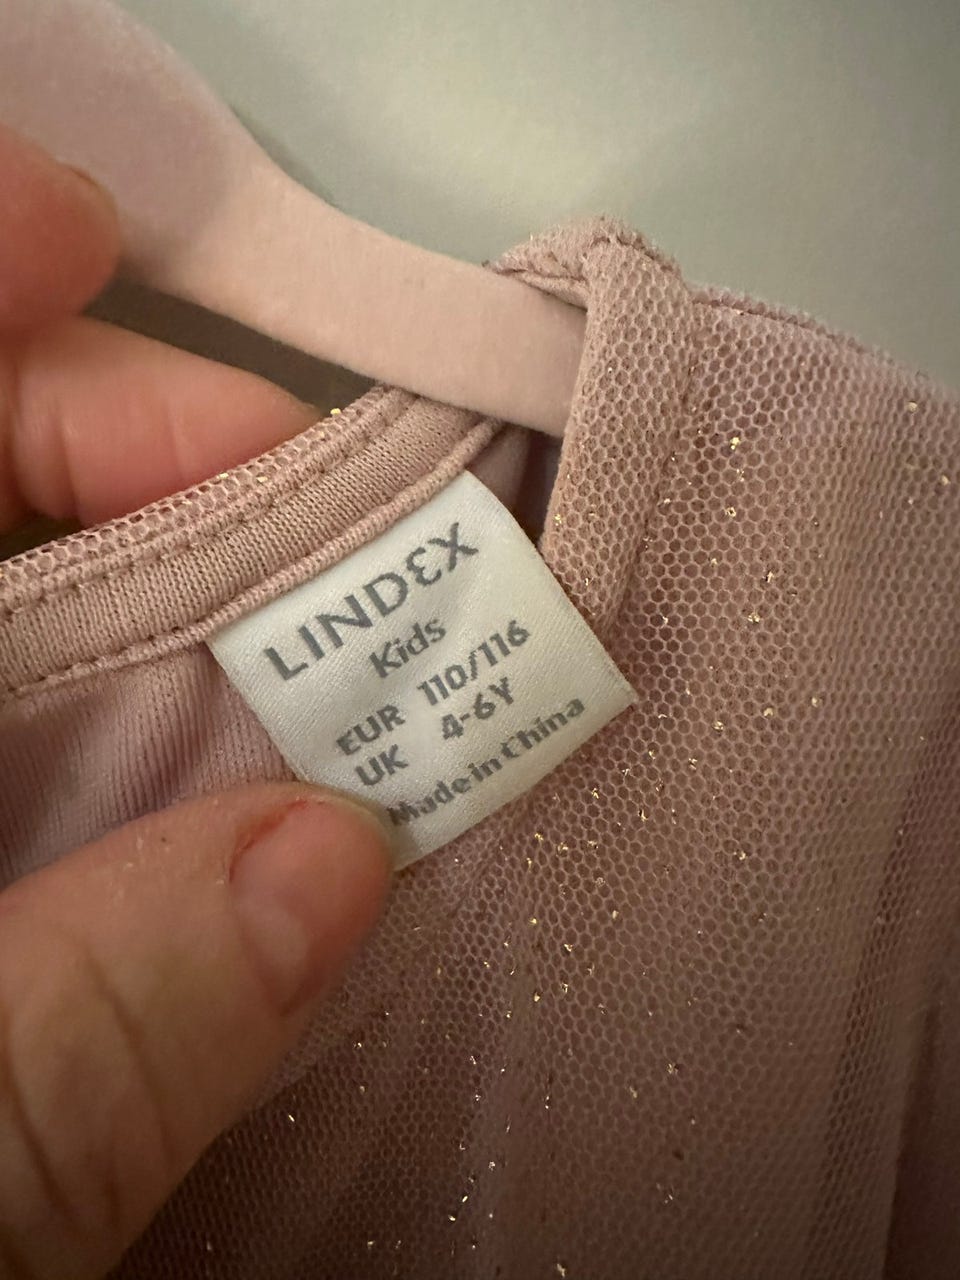 LINDEX
Kids
EUR 110/116
UK 4-6Y
Made in China